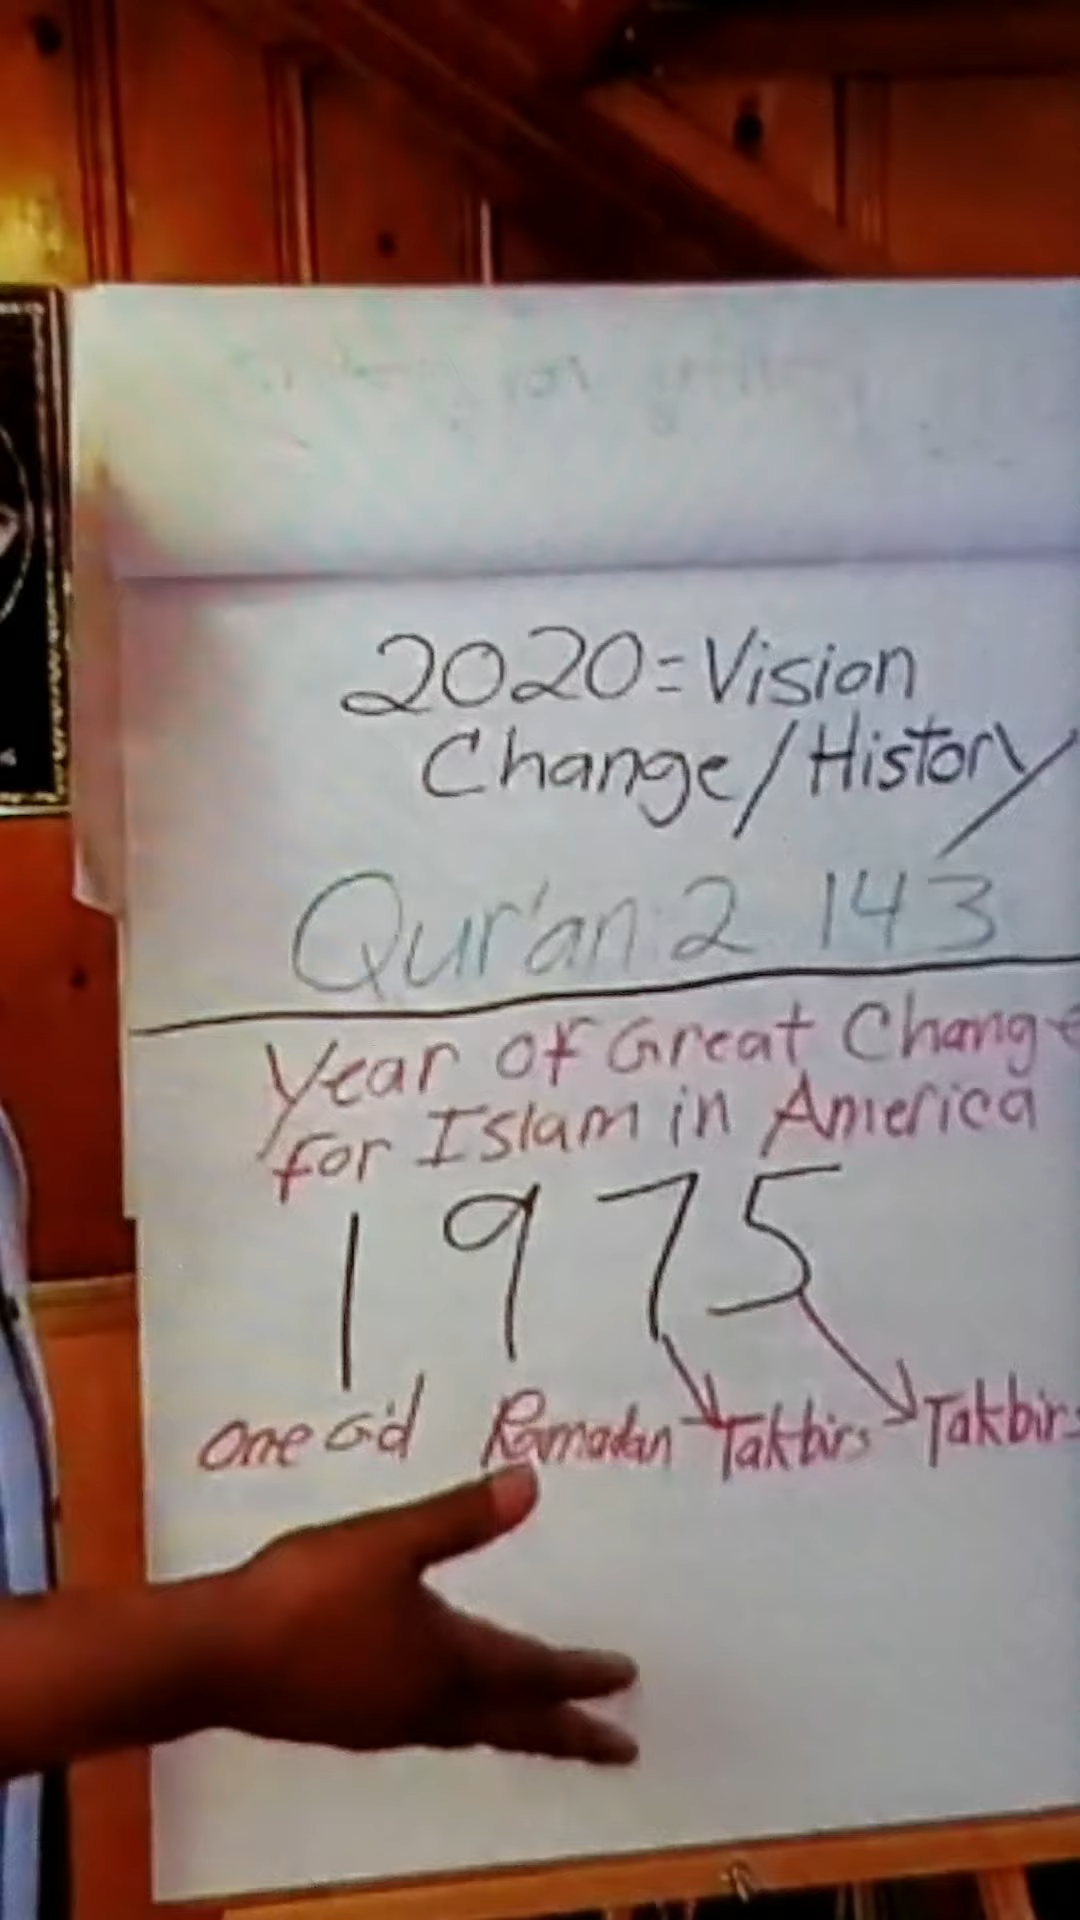 2020=Vision
Change/History/
Qur'an:2 143
Year of Great Change
for Islam in America
1975
one G'd Ramadan Takbirs Takbirs